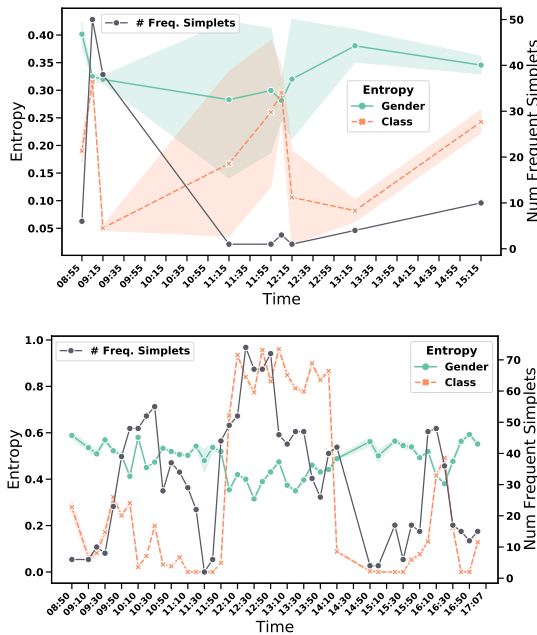 # Freq. Simplets
Entropy
Gender
Class
Entropy
Num Frequent Simplets
0.40
0.35
0.30
0.25
0.20
0.15
0.10
0.05
50
40
30
20
10
0
08:55 09:15 09:35 09:55 10:15 10:35 10:55 11:15 11:35 11:55 12:15 12:35 12:55 13:15 13:35 13:55 14:15 14:35 14:55 15:15
Time
# Freq. Simplets
Entropy
Gender
Class
Entropy
Num Frequent Simplets
1.0
0.8
0.6
0.4
0.2
0.0
70
60
50
40
30
20
10
0
08:50 09:10 09:30 09:50 10:10 10:30 10:50 11:10 11:30 11:50 12:10 12:30 12:50 13:10 13:30 13:50 14:10 14:30 14:50 15:10 15:30 15:50 16:10 16:30 16:50 17:07
Time